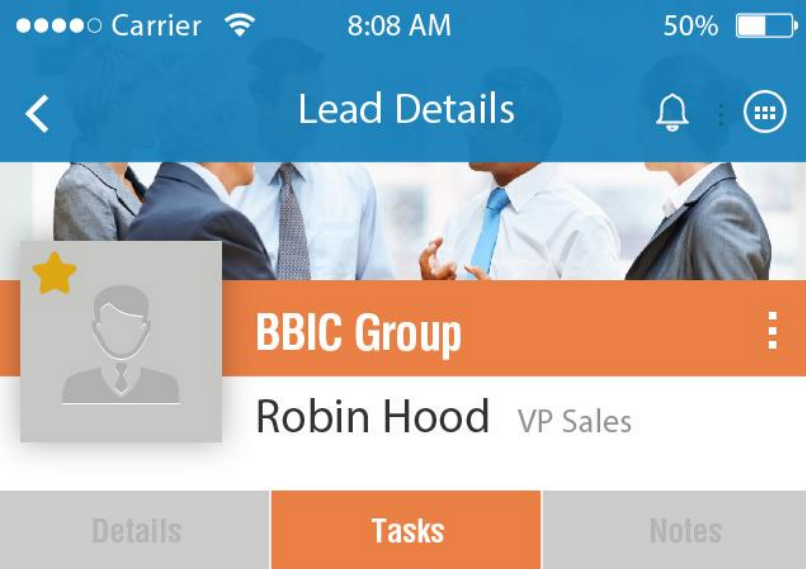 Carrier 8:08 AM 50%
Lead Details
BBIC Group
Robin Hood VP Sales
Details Tasks Notes